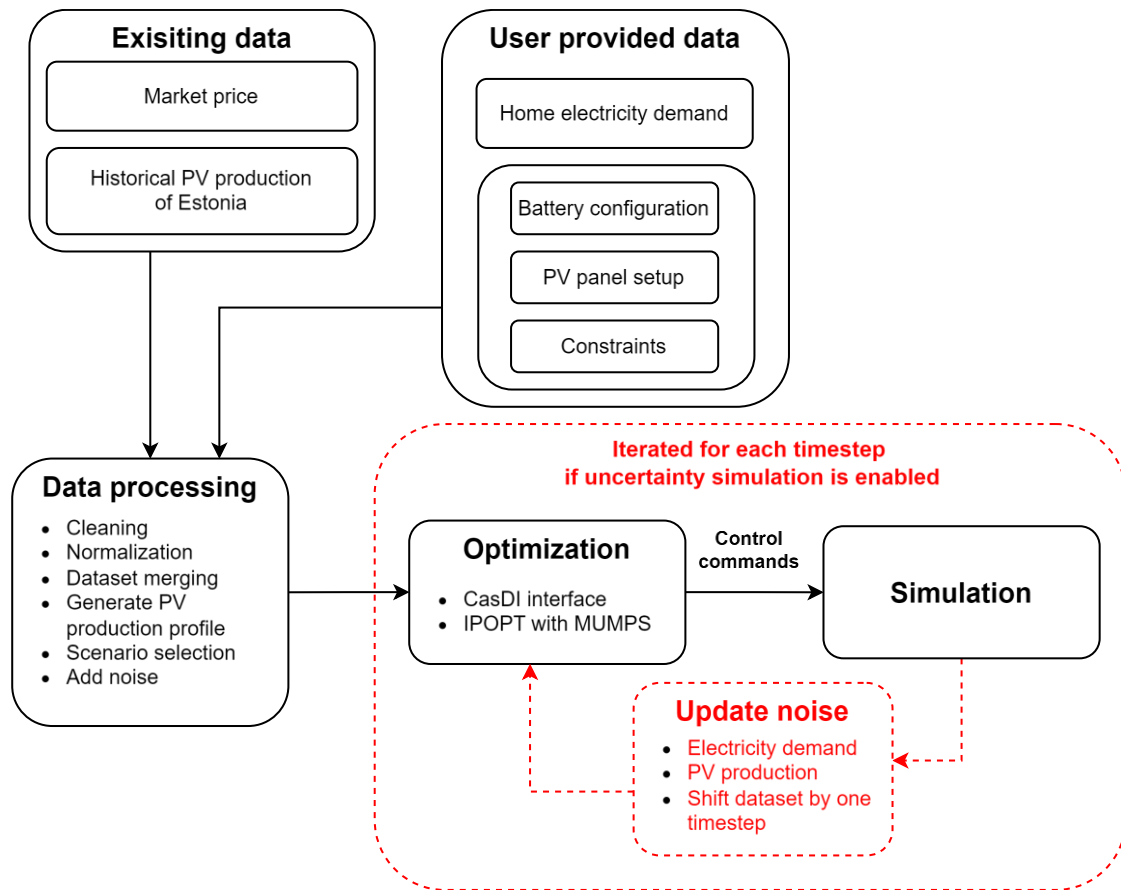 Exisiting data
Market price
Historical PV production
of Estonia
User provided data
Home electricity demand
Battery configuration
PV panel setup
Constraints
Data processing
• Cleaning
• Normalization
• Dataset merging
• Generate PV
production profile
• Scenario selection
• Add noise
Iterated for each timestep
if uncertainty simulation is enabled
Optimization
• CasDI interface
• IPOPT with MUMPS
Control
commands
Simulation
Update noise
• Electricity demand
• PV production
• Shift dataset by one
timestep